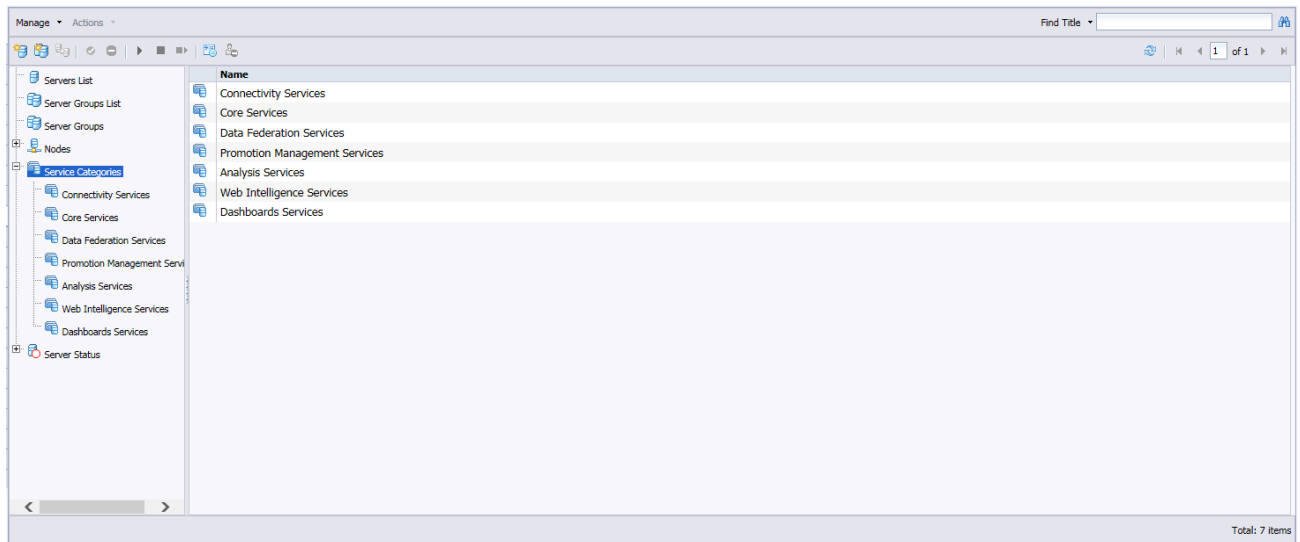 Manage Actions Find Title
1 of 1
Servers List
Server Groups List
Server Groups
Nodes
Service Categories
Connectivity Services
Core Services
Data Federation Services
Promotion Management Servi
Analysis Services
Web Intelligence Services
Dashboards Services
Server Status
Name
Connectivity Services
Core Services
Data Federation Services
Promotion Management Services
Analysis Services
Web Intelligence Services
Dashboards Services
Total: 7 items